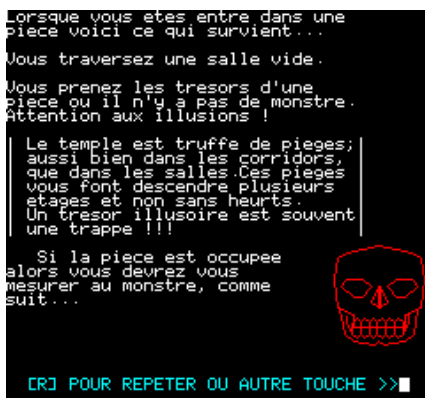 Lorsque vous etes entre dans une
piece voici ce qui survient...
Vous traversez une salle vide.
Vous prenez les tresors d'une
piece ou il n'y a pas de monstre.
Attention aux illusions !
Le temple est truffe de pieges;
aussi bien dans les corridors,
que dans les salles.Ces pieges
vous font descendre plusieurs
etages et non sans heurts.
Un tresor illusoire est souvent
une trappe !!!
Si la piece est occupee
alors vous devrez vous
mesurer au monstre, comme
suit...
[R] POUR REPETER OU AUTRE TOUCHE >>